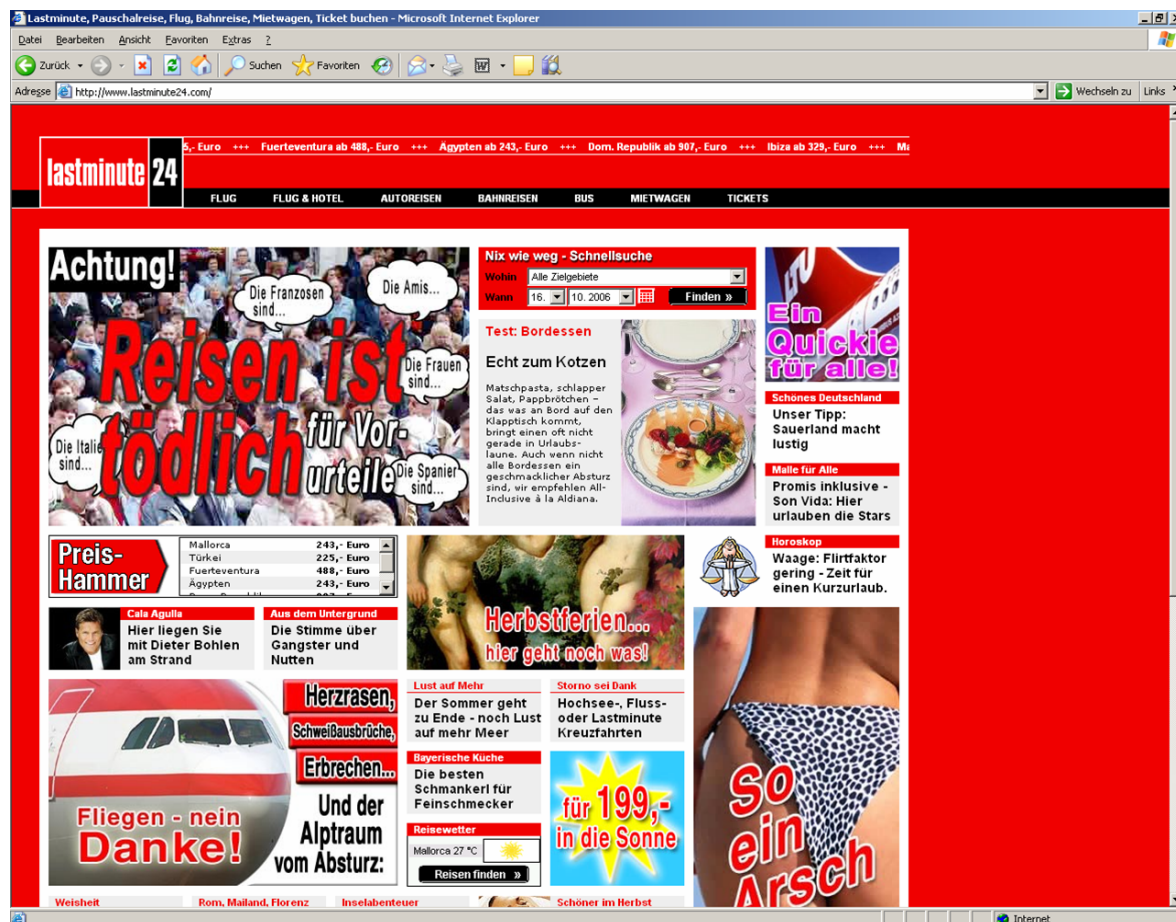 Lastminute, Pauschalreise, Flug, Bahnreise, Mietwagen, Ticket buchen - Microsoft Internet Explorer
Datei Bearbeiten Ansicht Favoriten Extras ?
Zurück Suchen Favoriten
Adresse http://www.lastminute24.com/ Wechseln zu Links
5,- Euro +++ Fuerteventura ab 488,- Euro +++ Ägypten ab 243,- Euro +++ Dom. Republik ab 907,- Euro +++ Ibiza ab 329,- Euro +++ Ma
lastminute 24
FLUG FLUG & HOTEL AUTOREISEN BAHNREISEN BUS MIETWAGEN TICKETS
Achtung!
Die Franzosen
sind...
Die Amis...
Die Frauen
sind...
Die Italie
sind...
Die Spanier
sind...
Reisen ist
tödlich für Vor-
urteile
Nix wie weg - Schnellsuche
Wohin Alle Zielgebiete
Wann 16. 10. 2006 Finden »
Test: Bordessen
Echt zum Kotzen
Matschpasta, schlapper
Salat, Pappbrötchen –
das was an Bord auf den
Klapptisch kommt,
bringt einen oft nicht
gerade in Urlaubs-
laune. Auch wenn nicht
alle Bordessen ein
geschmacklicher Absturz
sind, wir empfehlen All-
Inclusive à la Aldiana.
LTU
Ein
Quickie
für alle!
Schönes Deutschland
Unser Tipp:
Sauerland macht
lustig
Malle für Alle
Promis inklusive -
Son Vida: Hier
urlauben die Stars
Horoskop
Waage: Flirtfaktor
gering - Zeit für
einen Kurzurlaub.
Preis-
Hammer
Mallorca 243,- Euro
Türkei 225,- Euro
Fuerteventura 488,- Euro
Ägypten 243,- Euro
Cala Agulla
Hier liegen Sie
mit Dieter Bohlen
am Strand
Aus dem Untergrund
Die Stimme über
Gangster und
Nutten
Herbstferien...
hier geht noch was!
Herzrasen,
Schweißausbrüche,
Erbrechen...
Und der
Alptraum
vom Absturz:
Fliegen - nein
Danke!
Lust auf Mehr
Der Sommer geht
zu Ende - noch Lust
auf mehr Meer
Storno sei Dank
Hochsee-, Fluss-
oder Lastminute
Kreuzfahrten
Bayerische Küche
Die besten
Schmankerl für
Feinschmecker
für 199,-
in die Sonne
Reisewetter
Mallorca 27 °C
Reisen finden »
So
ein
Arsch
Weisheit
Rom, Mailand, Florenz
Inselabenteuer
Schöner im Herbst
Internet